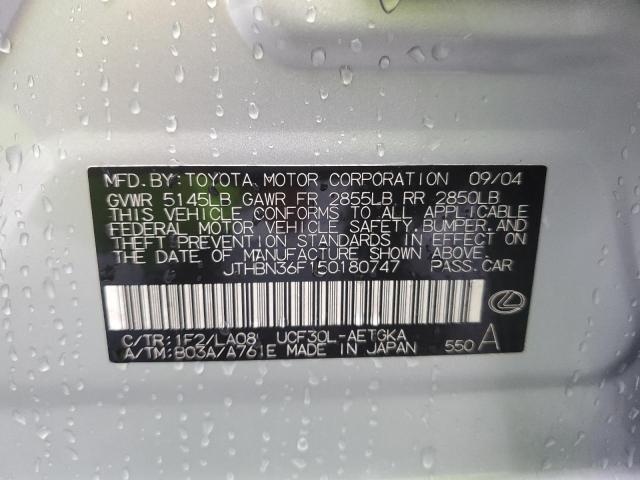 MFD. BY: TOYOTA MOTOR CORPORATION 09/04
GVWR 5145LB GAWR FR 2855LB RR 2850LB
THIS VEHICLE CONFORMS TO ALL APPLICABLE
FEDERAL MOTOR VEHICLE SAFETY, BUMPER, AND
THEFT PREVENTION STANDARDS IN EFFECT ON
THE DATE OF MANUFACTURE SHOWN ABOVE.
JTHBN36F150180747 PASS. CAR
C/TR: 1F2/LA08 UCF30L-AETGKA
A/TM: B03A/A761E MADE IN JAPAN 550 A